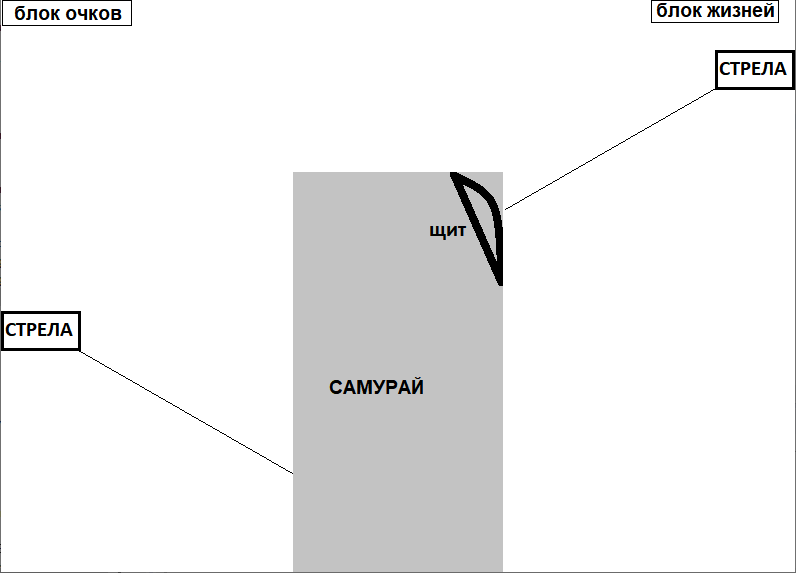 блок очков
блок жизней
СТРЕЛА
щит
СТРЕЛА
САМУРАЙ